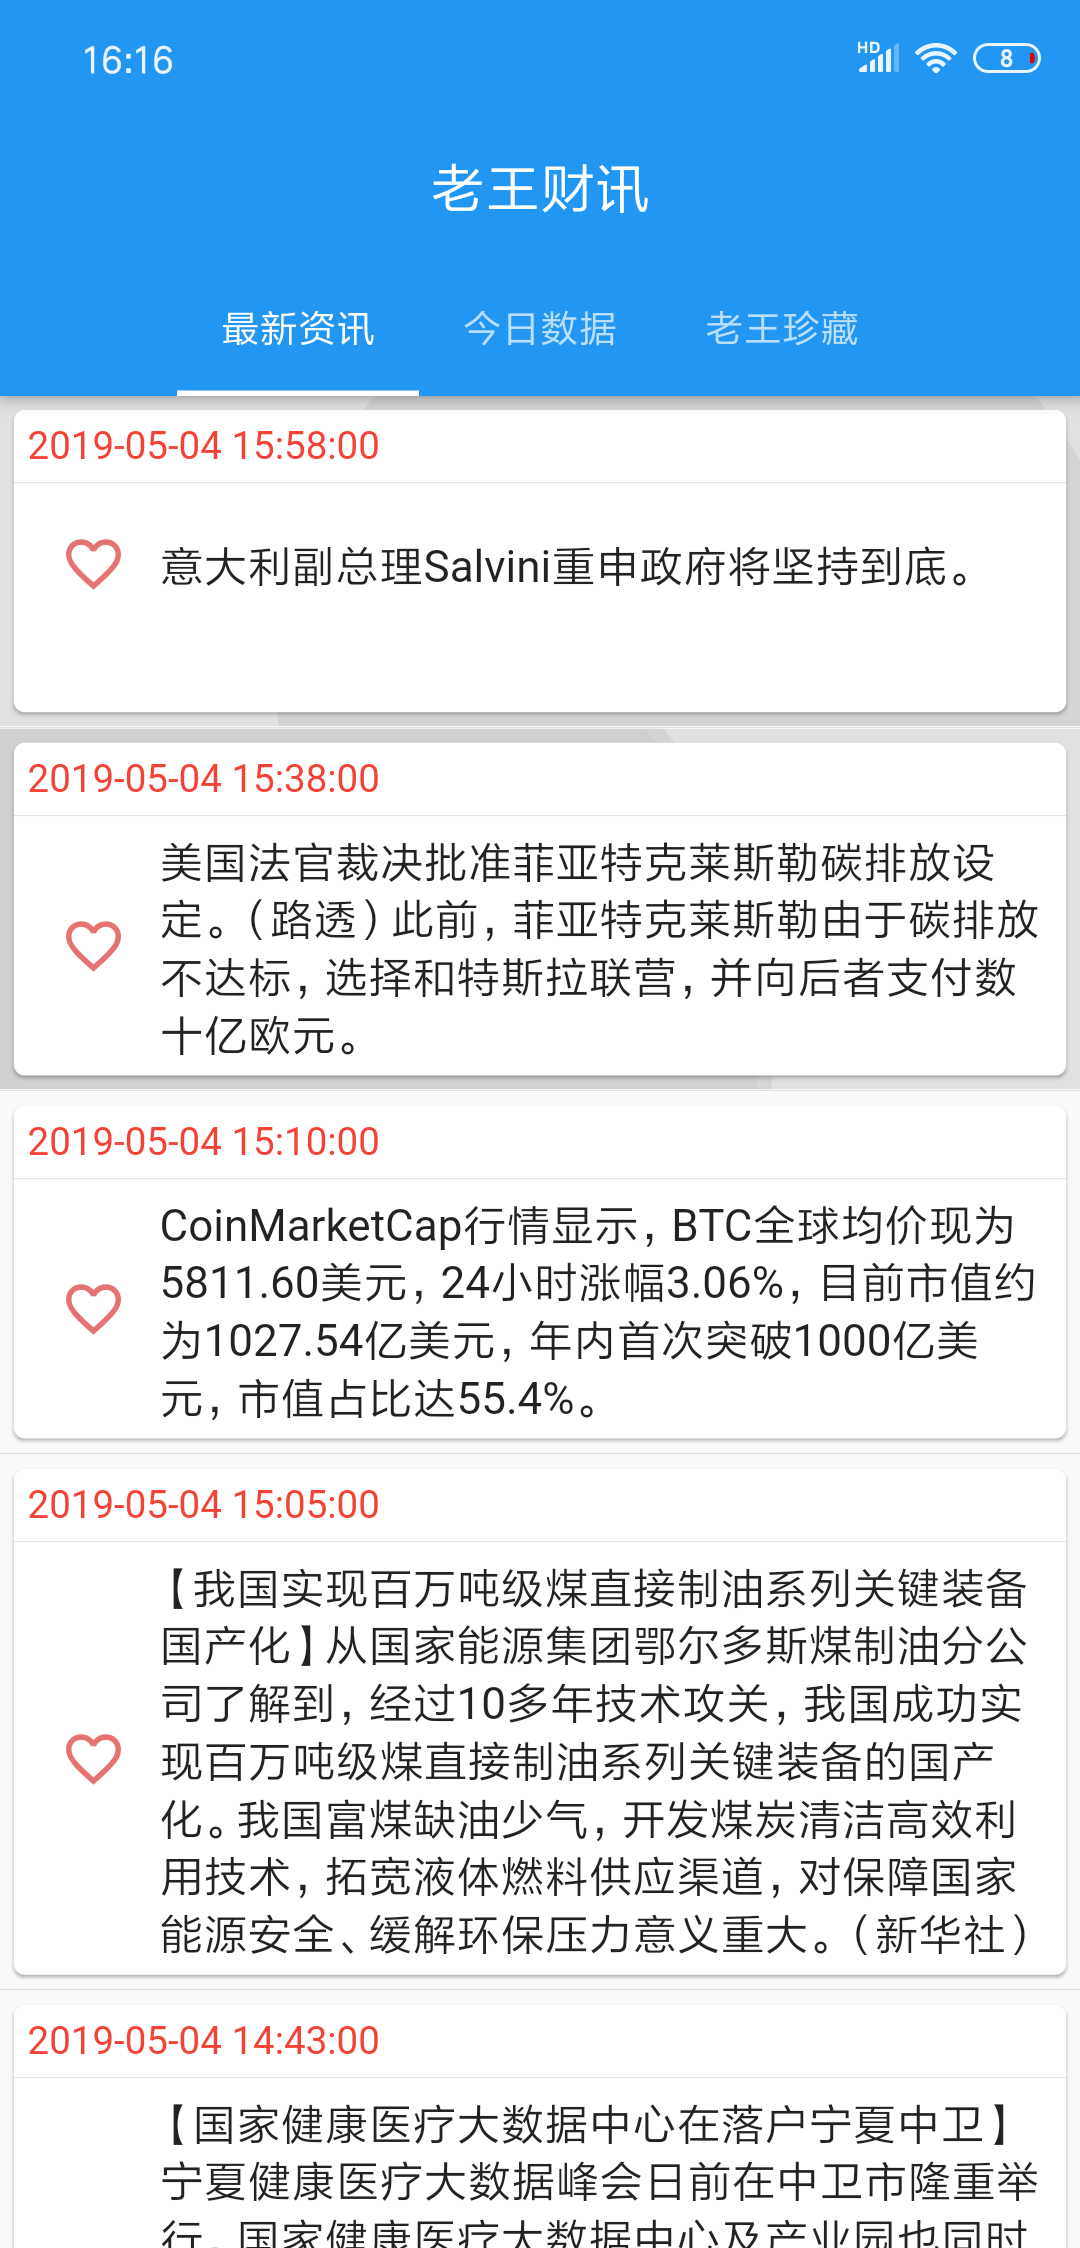 16:16
HD
8
老王财讯
最新资讯
今日数据
老王珍藏
2019-05-04 15:58:00
意大利副总理Salvini重申政府将坚持到底。
2019-05-04 15:38:00
美国法官裁决批准菲亚特克莱斯勒碳排放设
定。（路透）此前，菲亚特克莱斯勒由于碳排放
不达标，选择和特斯拉联营，并向后者支付数
十亿欧元。
2019-05-04 15:10:00
CoinMarketCap行情显示，BTC全球均价现为
5811.60美元，24小时涨幅3.06%，目前市值约
为1027.54亿美元，年内首次突破1000亿美
元，市值占比达55.4%。
2019-05-04 15:05:00
【我国实现百万吨级煤直接制油系列关键装备
国产化】从国家能源集团鄂尔多斯煤制油分公
司了解到，经过10多年技术攻关，我国成功实
现百万吨级煤直接制油系列关键装备的国产
化。我国富煤缺油少气，开发煤炭清洁高效利
用技术，拓宽液体燃料供应渠道，对保障国家
能源安全、缓解环保压力意义重大。（新华社）
2019-05-04 14:43:00
【国家健康医疗大数据中心在落户宁夏中卫】
宁夏健康医疗大数据峰会日前在中卫市隆重举
行。国家健康医疗大数据中心及产业园也同时